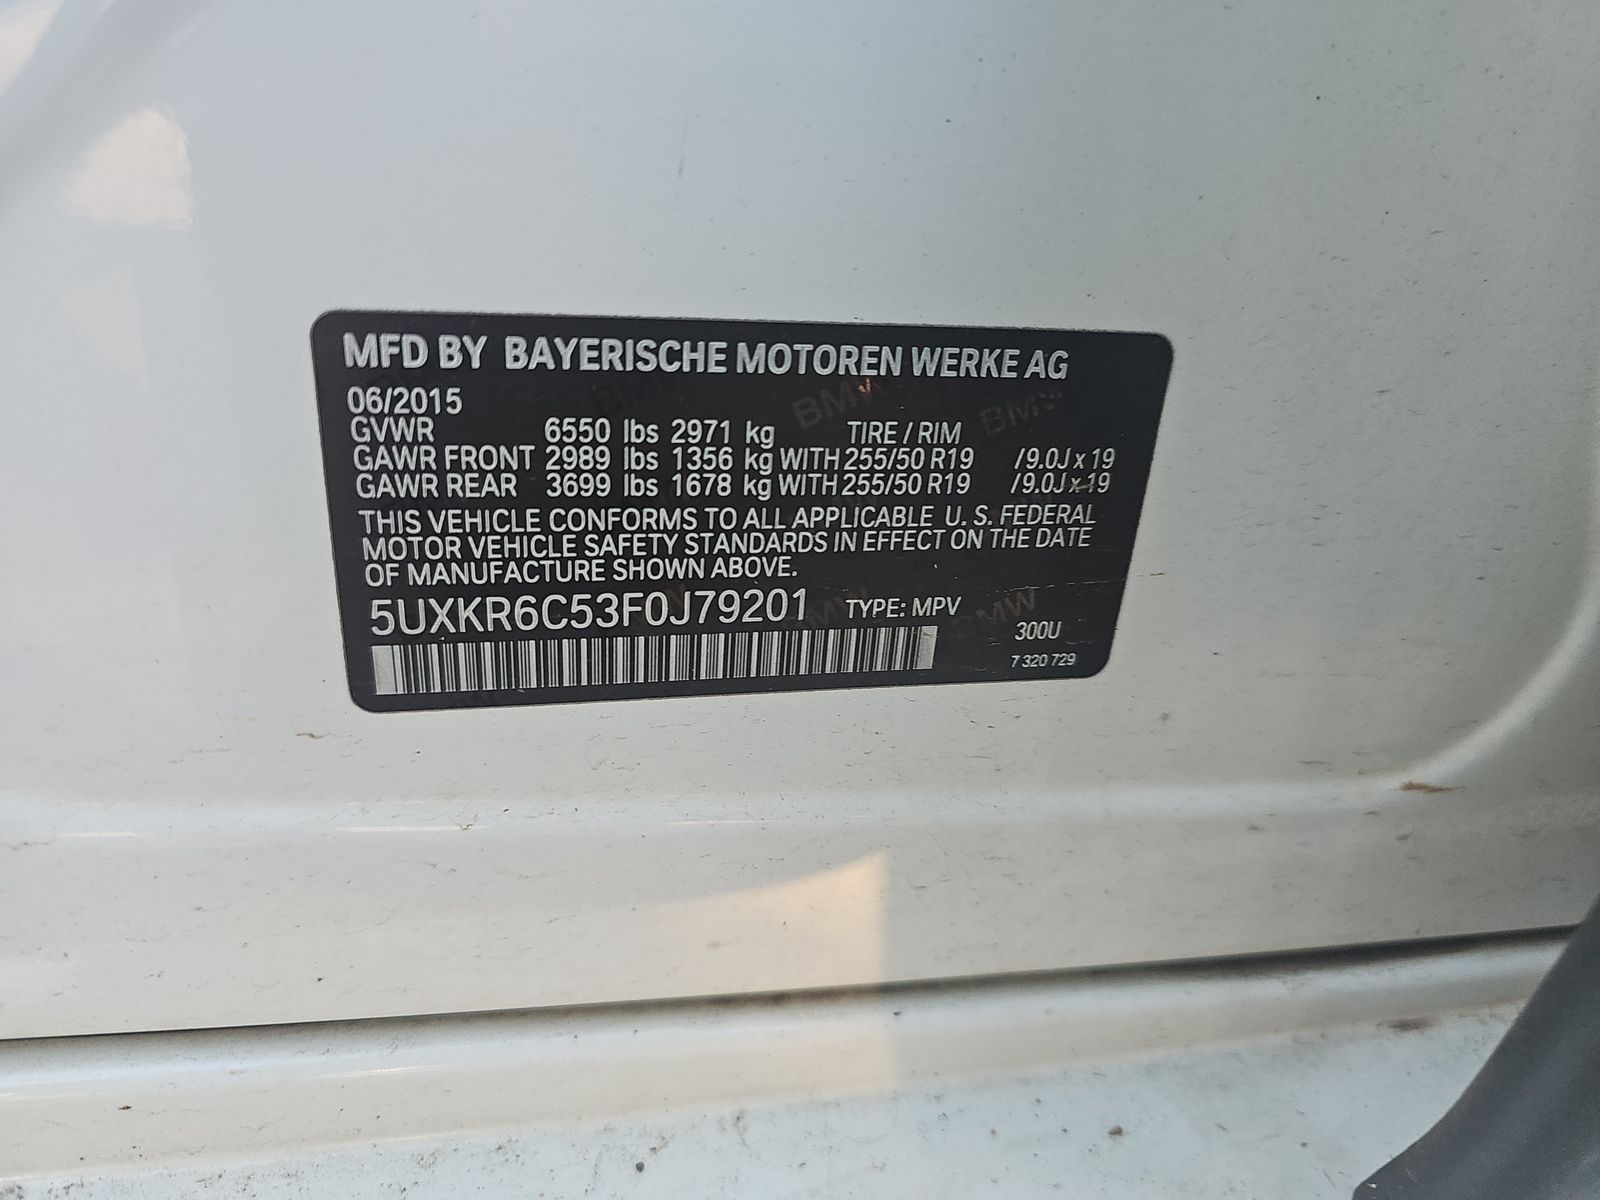 MFD BY BAYERISCHE MOTOREN WERKE AG
06/2015
GVWR 6550 lbs 2971 kg TIRE / RIM
GAWR FRONT 2989 lbs 1356 kg WITH 255/50 R19 /9.0J x 19
GAWR REAR 3699 lbs 1678 kg WITH 255/50 R19 /9.0J x 19
THIS VEHICLE CONFORMS TO ALL APPLICABLE U. S. FEDERAL
MOTOR VEHICLE SAFETY STANDARDS IN EFFECT ON THE DATE
OF MANUFACTURE SHOWN ABOVE.
5UXKR6C53F0J79201 TYPE: MPV
300U
7 320 729